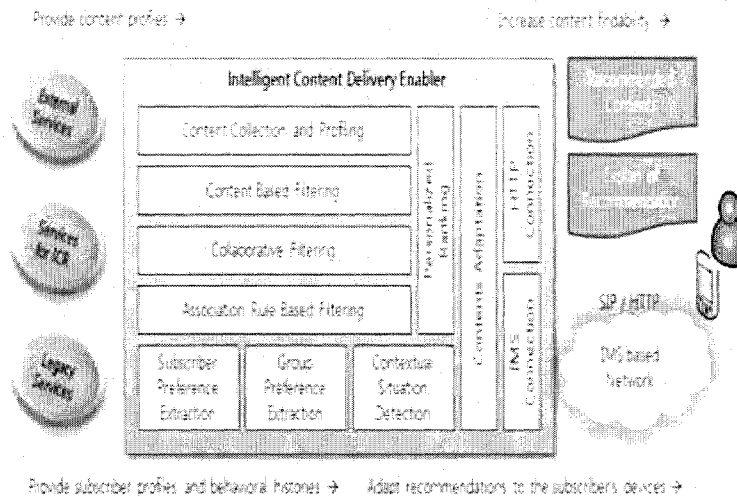 Provide content profiles →
Increase content findability →
Intelligent Content Delivery Enabler
External
Services
Services
for ACR
Legacy
Services
Content Collection and Profiling
Content Based Filtering
Collaborative Filtering
Association Rule Based Filtering
Subscriber
Preference
Extraction
Group
Preference
Extraction
Contextual
Situation
Detection
Personalized
Ranking
Contents Adaptation
HTTP
Connection
IMS
Connection
SIP / HTTP
IMS based
Network
Provide subscriber profiles and behavioral histories →
Adapt recommendations to the subscriber's devices →